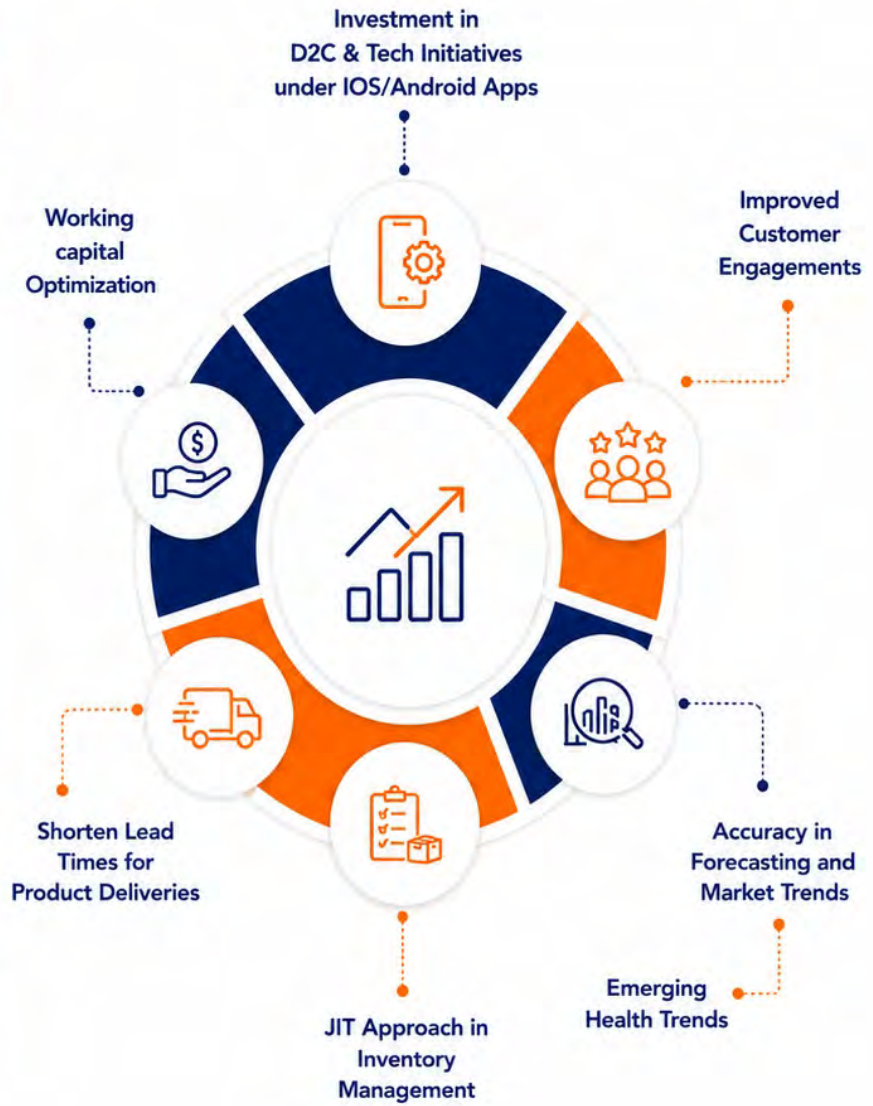 Investment in
D2C & Tech Initiatives
under IOS/Android Apps
Improved
Customer
Engagements
Working
capital
Optimization
$
Accuracy in
Forecasting and
Market Trends
Shorten Lead
Times for
Product Deliveries
Emerging
Health Trends
JIT Approach in
Inventory
Management